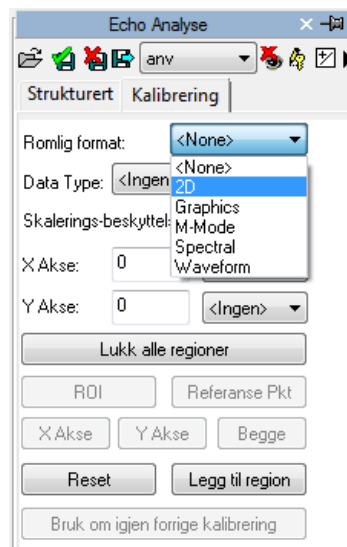 Echo Analyse
anv
Strukturert Kalibrering
Romlig format: <None>
<None>
2D
Graphics
M-Mode
Spectral
Waveform
Data Type: <Ingen
Skalerings-beskyttels
X Akse: 0
Y Akse: 0 <Ingen>
Lukk alle regioner
ROI Referanse Pkt
X Akse Y Akse Begge
Reset Legg til region
Bruk om igjen forrige kalibrering